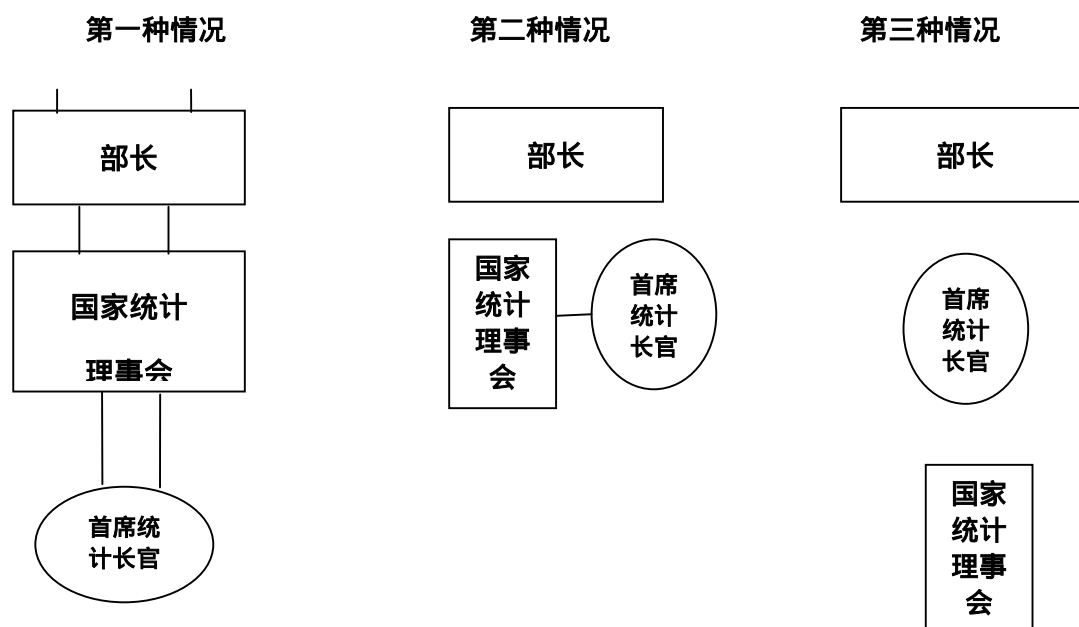 第一种情况
第二种情况
第三种情况
部长
国家统计
理事会
首席统
计长官
部长
国家
统计
理事
会
首席
统计
长官
部长
首席
统计
长官
国家
统计
理事
会